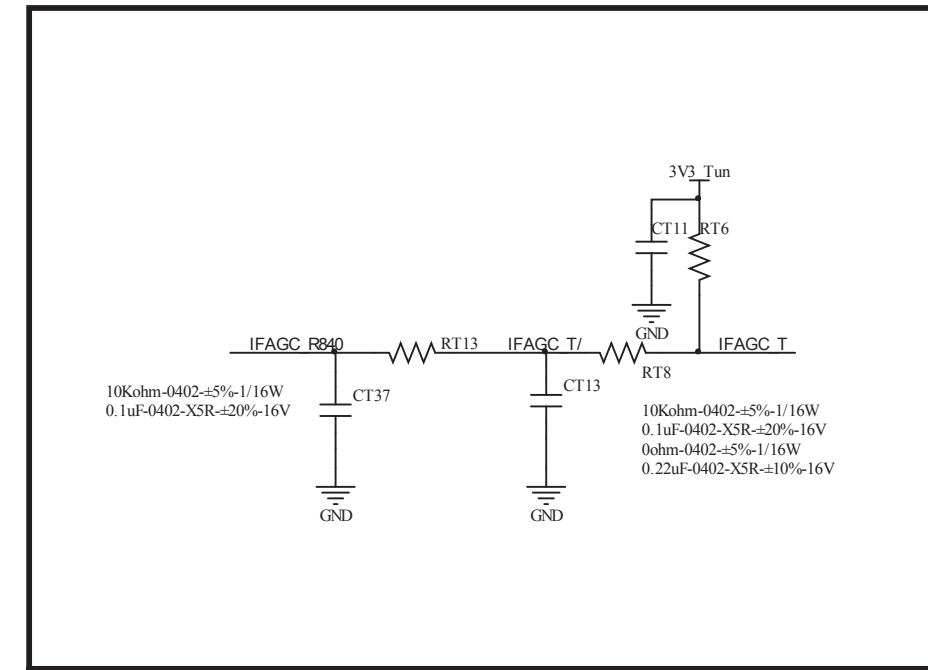 3V3_Tun
CT11 RT6
GND
IFAGC_R840 RT13 IFAGC_T/ IFAGC_T
RT8
CT37 CT13
10Kohm-0402-±5%-1/16W
0.1uF-0402-X5R-±20%-16V
10Kohm-0402-±5%-1/16W
0.1uF-0402-X5R-±20%-16V
0ohm-0402-±5%-1/16W
0.22uF-0402-X5R-±10%-16V
GND GND